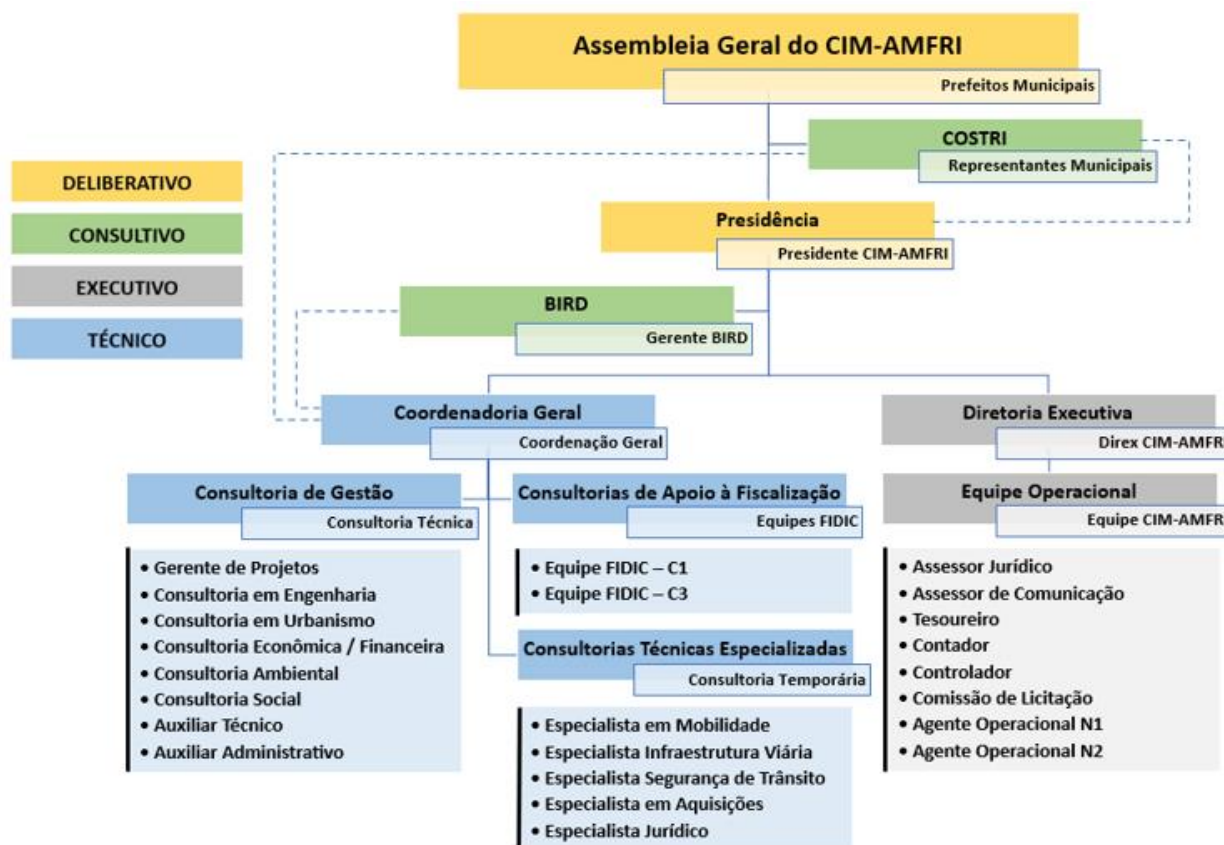 Assembleia Geral do CIM-AMFRI
Prefeitos Municipais
COSTRI
Representantes Municipais
DELIBERATIVO
CONSULTIVO
EXECUTIVO
TÉCNICO
Presidência
Presidente CIM-AMFRI
BIRD
Gerente BIRD
Coordenadoria Geral
Coordenação Geral
Diretoria Executiva
Direx CIM-AMFRI
Consultoria de Gestão
Consultoria Técnica
• Gerente de Projetos
• Consultoria em Engenharia
• Consultoria em Urbanismo
• Consultoria Econômica / Financeira
• Consultoria Ambiental
• Consultoria Social
• Auxiliar Técnico
• Auxiliar Administrativo
Consultorias de Apoio à Fiscalização
Equipes FIDIC
• Equipe FIDIC – C1
• Equipe FIDIC – C3
Consultorias Técnicas Especializadas
Consultoria Temporária
• Especialista em Mobilidade
• Especialista Infraestrutura Viária
• Especialista Segurança de Trânsito
• Especialista em Aquisições
• Especialista Jurídico
Equipe Operacional
Equipe CIM-AMFRI
• Assessor Jurídico
• Assessor de Comunicação
• Tesoureiro
• Contador
• Controlador
• Comissão de Licitação
• Agente Operacional N1
• Agente Operacional N2